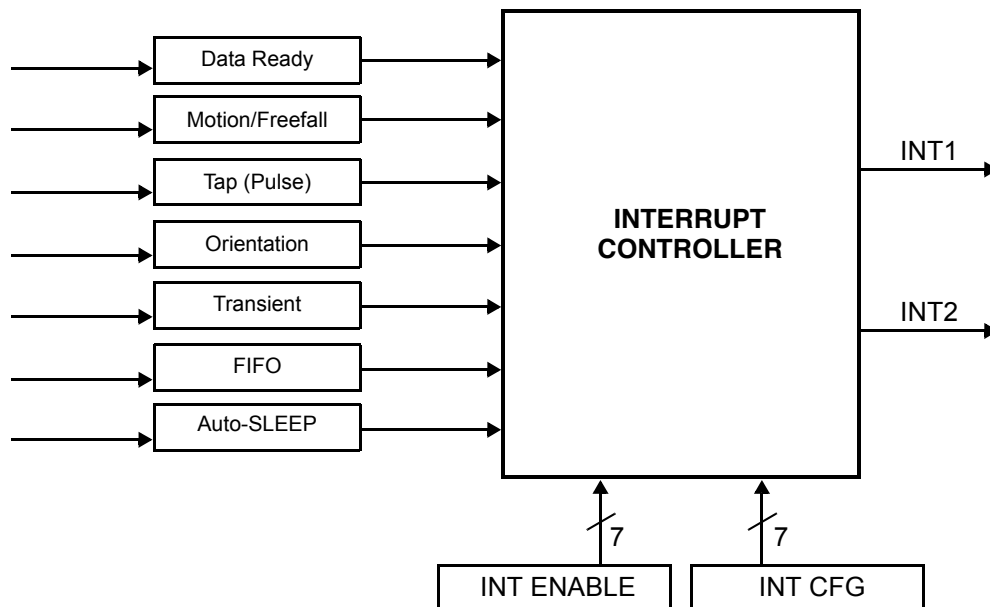 Data Ready
Motion/Freefall
Tap (Pulse)
Orientation
Transient
FIFO
Auto-SLEEP
INTERRUPT
CONTROLLER
INT1
INT2
7
7
INT ENABLE
INT CFG